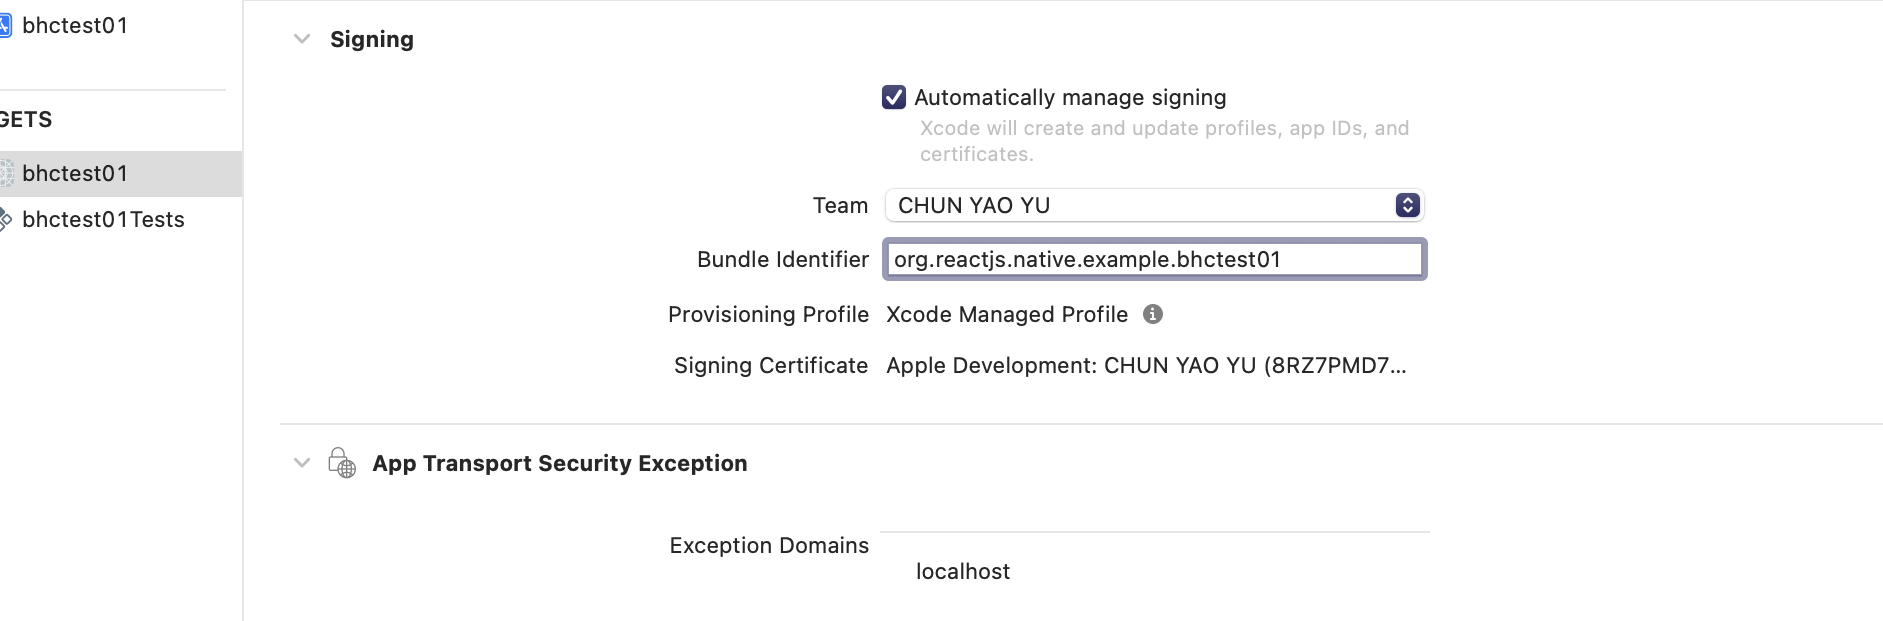 bhctest01
GETS
bhctest01
bhctest01Tests
Signing
Automatically manage signing
Xcode will create and update profiles, app IDs, and
certificates.
Team CHUN YAO YU
Bundle Identifier org.reactjs.native.example.bhctest01
Provisioning Profile Xcode Managed Profile
Signing Certificate Apple Development: CHUN YAO YU (8RZ7PMD7...
App Transport Security Exception
Exception Domains
localhost